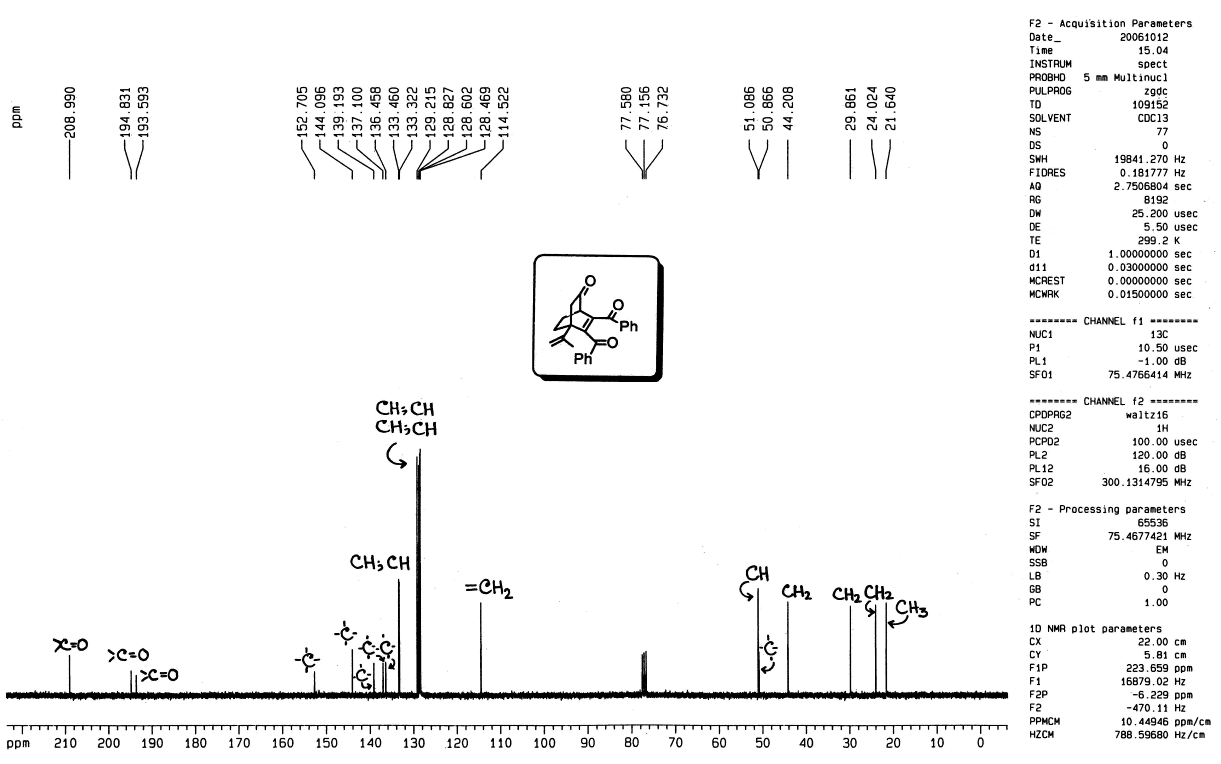 ppm
208.990
194.831
193.593
152.705
144.096
139.193
137.100
136.458
133.460
133.322
129.215
128.827
128.602
128.469
114.522
77.580
77.156
76.732
51.086
50.866
44.208
29.861
24.024
21.640
O
O
Ph
O
Ph
CH; CH
CH; CH
CH; CH
=CH2
>C=O
>C=O
>C=O
-C-
-C-
-C-
-C-
-C-
CH
-C-
CH2
CH2
CH2
CH3
ppm 210 200 190 180 170 160 150 140 130 120 110 100 90 80 70 60 50 40 30 20 10 0
F2 - Acquisition Parameters
Date_ 20061012
Time 15.04
INSTRUM spect
PROBHD 5 mm Multinucl
PULPROG zgdc
TD 109152
SOLVENT CDCl3
NS 77
DS 0
SWH 19841.270 Hz
FIDRES 0.181777 Hz
AQ 2.7506804 sec
RG 8192
DW 25.200 usec
DE 5.50 usec
TE 299.2 K
D1 1.00000000 sec
d11 0.03000000 sec
MCREST 0.00000000 sec
MCWRK 0.01500000 sec
======== CHANNEL f1 ========
NUC1 13C
P1 10.50 usec
PL1 -1.00 dB
SFO1 75.4766414 MHz
======== CHANNEL f2 ========
CPDPRG2 waltz16
NUC2 1H
PCPD2 100.00 usec
PL2 120.00 dB
PL12 16.00 dB
SFO2 300.1314795 MHz
F2 - Processing parameters
SI 65536
SF 75.4677421 MHz
WDW EM
SSB 0
LB 0.30 Hz
GB 0
PC 1.00
1D NMR plot parameters
CX 22.00 cm
CY 5.81 cm
F1P 223.659 ppm
F1 16879.02 Hz
F2P -6.229 ppm
F2 -470.11 Hz
PPMCM 10.44946 ppm/cm
HZCM 788.59680 Hz/cm